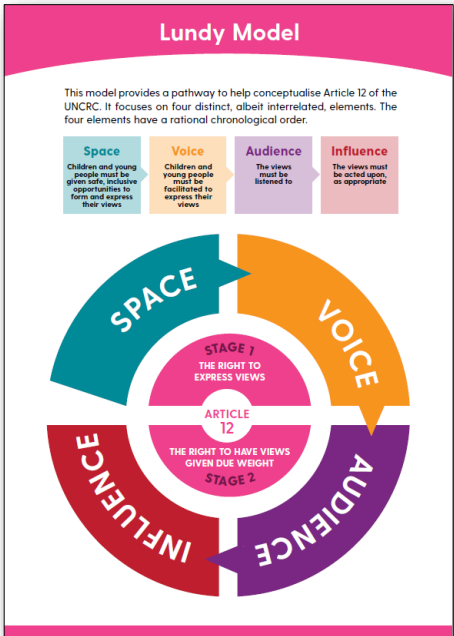 Lundy Model
This model provides a pathway to help conceptualise Article 12 of the
UNCRC. It focuses on four distinct, albeit interrelated, elements. The
four elements have a rational chronological order.
Space
Children and young
people must be
given safe, inclusive
opportunities to
form and express
their views
Voice
Children and
young people
must be
facilitated to
express their
views
Audience
The views
must be
listened to
Influence
The views must
be acted upon,
as appropriate
SPACE
VOICE
STAGE 1
THE RIGHT TO
EXPRESS VIEWS
ARTICLE
12
THE RIGHT TO HAVE VIEWS
GIVEN DUE WEIGHT
STAGE 2
INFLUENCE
AUDIENCE